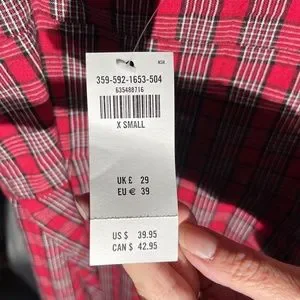 359-592-1653-504
635488716
X SMALL
UK £ 29
EU € 39
US $ 39.95
CAN $ 42.95